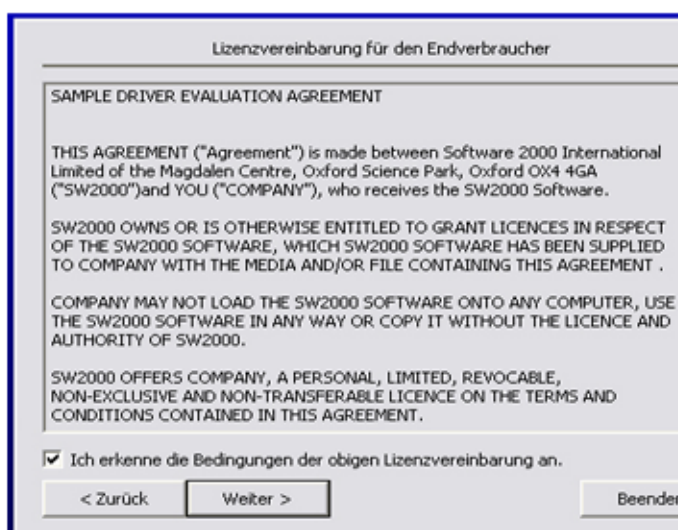 Lizenzvereinbarung für den Endverbraucher
SAMPLE DRIVER EVALUATION AGREEMENT
THIS AGREEMENT ("Agreement") is made between Software 2000 International
Limited of the Magdalen Centre, Oxford Science Park, Oxford OX4 4GA
("SW2000")and YOU ("COMPANY"), who receives the SW2000 Software.
SW2000 OWNS OR IS OTHERWISE ENTITLED TO GRANT LICENCES IN RESPECT
OF THE SW2000 SOFTWARE, WHICH SW2000 SOFTWARE HAS BEEN SUPPLIED
TO COMPANY WITH THE MEDIA AND/OR FILE CONTAINING THIS AGREEMENT .
COMPANY MAY NOT LOAD THE SW2000 SOFTWARE ONTO ANY COMPUTER, USE
THE SW2000 SOFTWARE IN ANY WAY OR COPY IT WITHOUT THE LICENCE AND
AUTHORITY OF SW2000.
SW2000 OFFERS COMPANY, A PERSONAL, LIMITED, REVOCABLE,
NON-EXCLUSIVE AND NON-TRANSFERABLE LICENCE ON THE TERMS AND
CONDITIONS CONTAINED IN THIS AGREEMENT.
Ich erkenne die Bedingungen der obigen Lizenzvereinbarung an.
< Zurück Weiter > Beenden